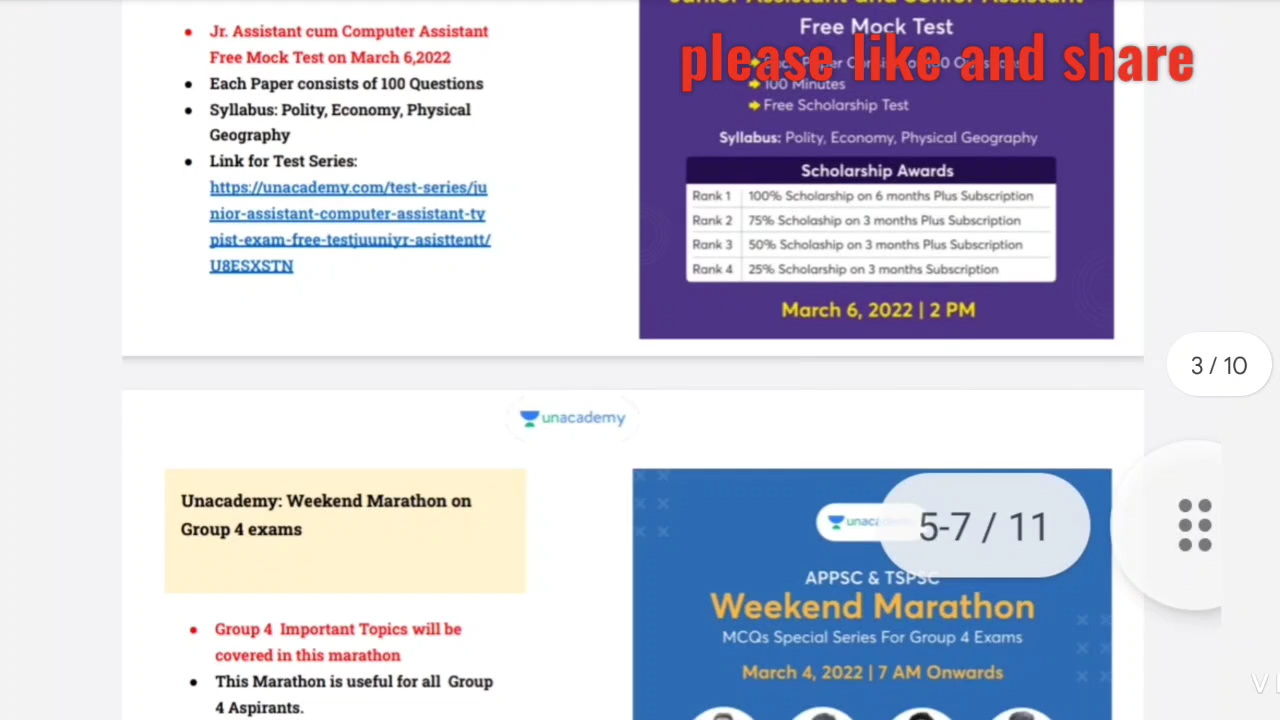 Jr. Assistant cum Computer Assistant
Free Mock Test on March 6,2022
Each Paper consists of 100 Questions
Syllabus: Polity, Economy, Physical
Geography
Link for Test Series:
https://unacademy.com/test-series/ju
nior-assistant-computer-assistant-ty
pist-exam-free-testjuuniyr-asisttentt/
U8ESXSTN
Junior Assistant and Senior Assistant
Free Mock Test
please like and share
100 Minutes
Free Scholarship Test
Syllabus: Polity, Economy, Physical Geography
Scholarship Awards
Rank 1 100% Scholarship on 6 months Plus Subscription
Rank 2 75% Scholaship on 3 months Plus Subscription
Rank 3 50% Scholarship on 3 months Plus Subscription
Rank 4 25% Scholarship on 3 months Subscription
March 6, 2022 | 2 PM
3 / 10
unacademy
Unacademy: Weekend Marathon on
Group 4 exams
Group 4 Important Topics will be
covered in this marathon
This Marathon is useful for all Group
4 Aspirants.
5-7 / 11
APPSC & TSPSC
Weekend Marathon
MCQs Special Series For Group 4 Exams
March 4, 2022 | 7 AM Onwards